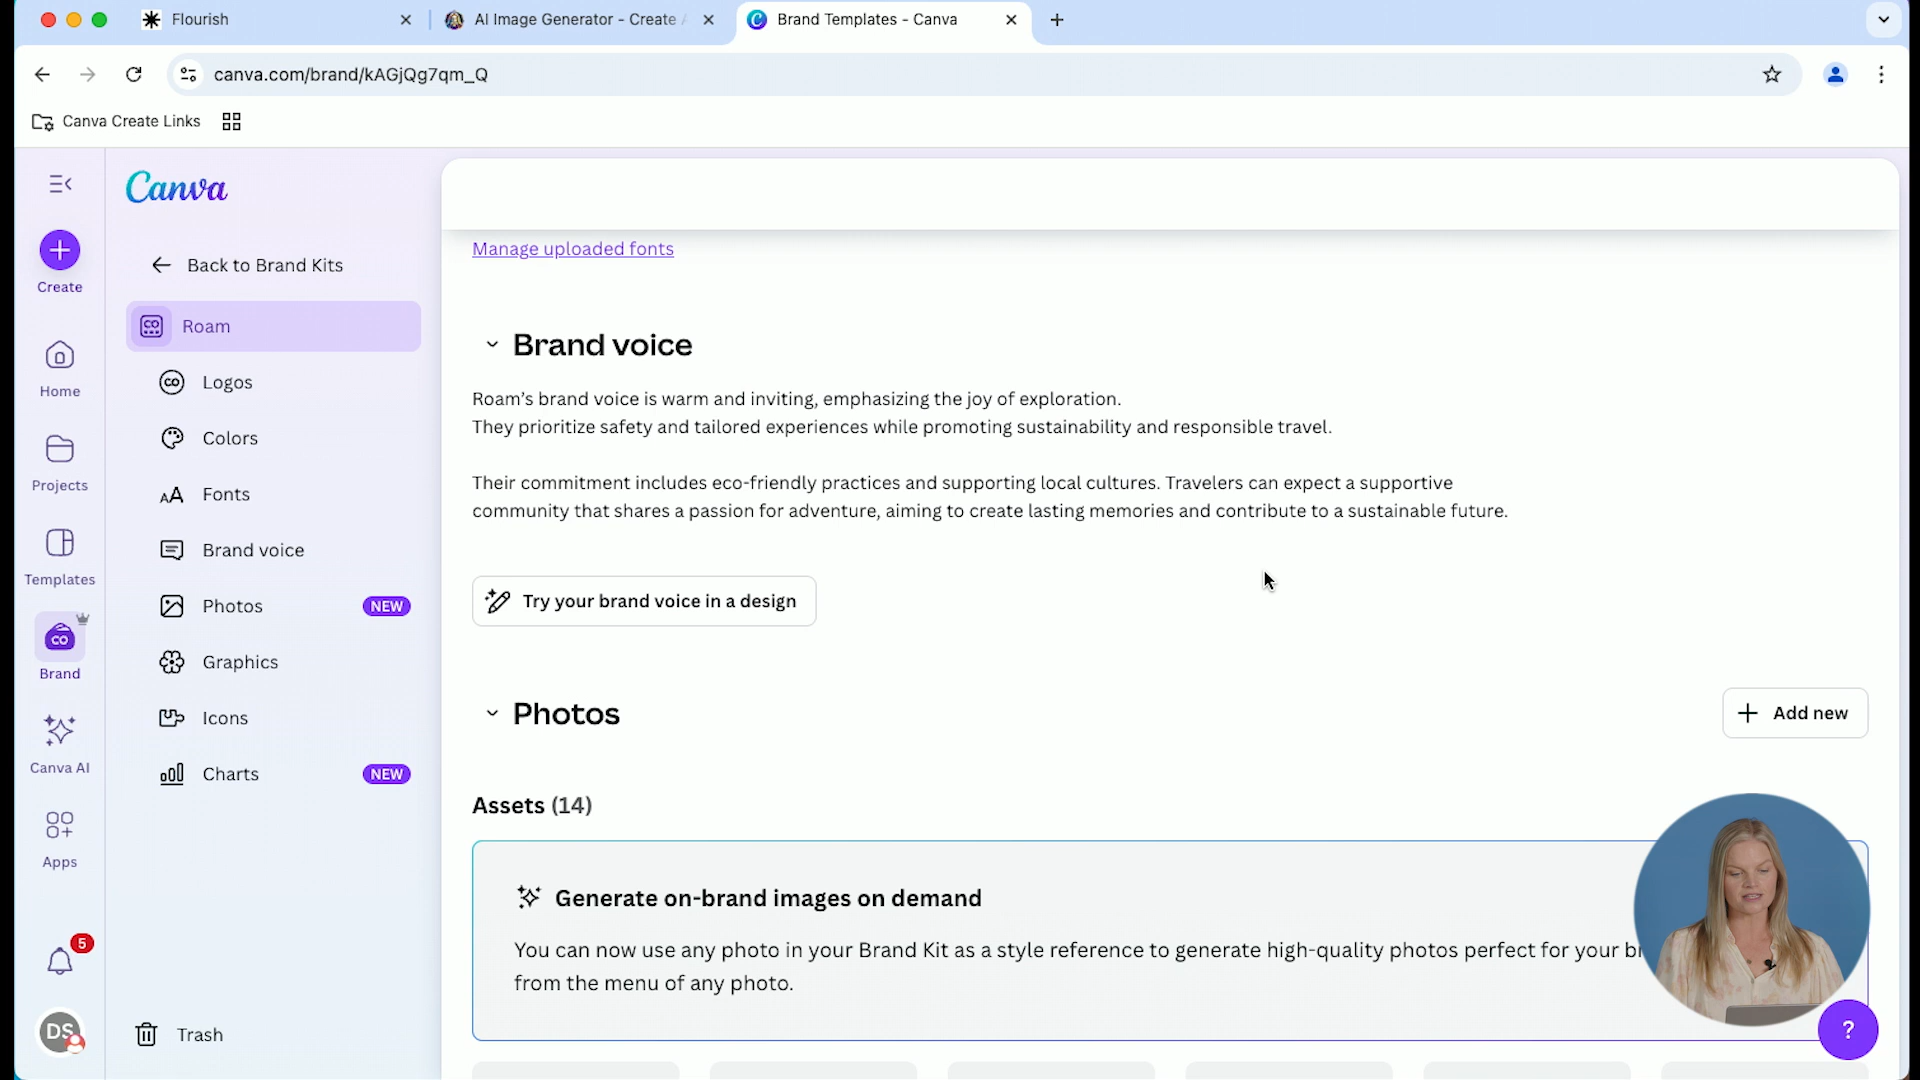 Flourish
AI Image Generator - Create
Brand Templates - Canva
canva.com/brand/kAGjQg7qm_Q
Canva Create Links
Canva
Create
Home
Projects
Templates
Brand
Canva AI
Apps
5
DS
Back to Brand Kits
Roam
Logos
Colors
Fonts
Brand voice
Photos NEW
Graphics
Icons
Charts NEW
Trash
Manage uploaded fonts
Brand voice
Roam's brand voice is warm and inviting, emphasizing the joy of exploration.
They prioritize safety and tailored experiences while promoting sustainability and responsible travel.
Their commitment includes eco-friendly practices and supporting local cultures. Travelers can expect a supportive
community that shares a passion for adventure, aiming to create lasting memories and contribute to a sustainable future.
Try your brand voice in a design
Photos
+ Add new
Assets (14)
Generate on-brand images on demand
You can now use any photo in your Brand Kit as a style reference to generate high-quality photos perfect for your
from the menu of any photo.
?